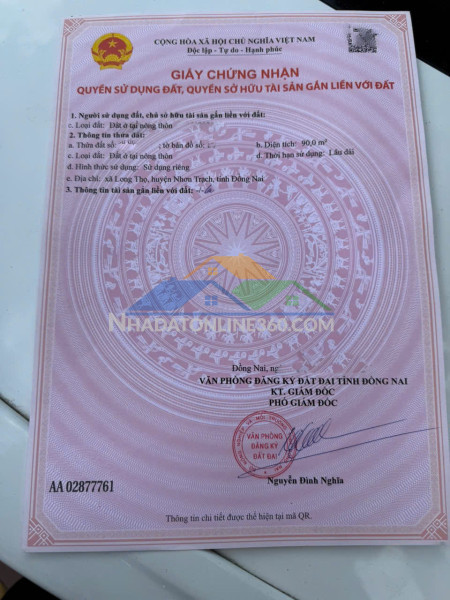 CỘNG HÒA XÃ HỘI CHỦ NGHĨA VIỆT NAM
Độc lập - Tự do - Hạnh phúc
GIẤY CHỨNG NHẬN
QUYỀN SỬ DỤNG ĐẤT, QUYỀN SỞ HỮU TÀI SẢN GẮN LIỀN VỚI ĐẤT
1. Người sử dụng đất, chủ sở hữu tài sản gắn liền với đất:
c. Loại đất: Đất ở tại nông thôn
2. Thông tin thửa đất:
a. Thửa đất số: ; tờ bản đồ số: b. Diện tích: 90,0 m²
c. Loại đất: Đất ở tại nông thôn d. Thời hạn sử dụng: Lâu dài
đ. Hình thức sử dụng: Sử dụng riêng
e. Địa chỉ: xã Long Thọ, huyện Nhơn Trạch, tỉnh Đồng Nai
3. Thông tin tài sản gắn liền với đất:
NHADATONLINE360.COM
Đồng Nai,
VĂN PHÒNG ĐĂNG KÝ ĐẤT ĐAI TỈNH ĐỒNG NAI
KT. GIÁM ĐỐC
PHÓ GIÁM ĐỐC
VĂN PHÒNG
ĐĂNG KÝ
ĐẤT ĐAI
Nguyễn Đình Nghĩa
AA 02877761
Thông tin chi tiết được thể hiện tại mã QR.